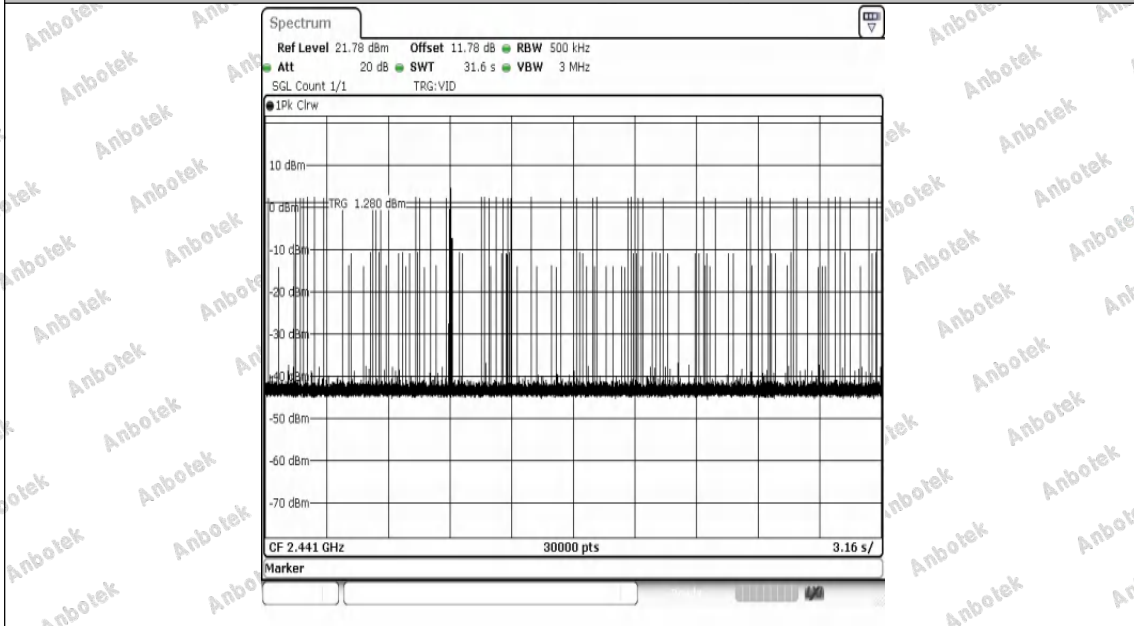 Spectrum
Ref Level 21.78 dBm Offset 11.78 dB RBW 500 kHz
Att 20 dB SWT 31.6 s VBW 3 MHz
SGL Count 1/1 TRG:VID
1Pk Clrw
10 dBm
0 dBm
TRG 1.280 dBm
-10 dBm
-20 dBm
-30 dBm
-40 dBm
-50 dBm
-60 dBm
-70 dBm
CF 2.441 GHz 30000 pts 3.16 s/
Marker
Anbotek